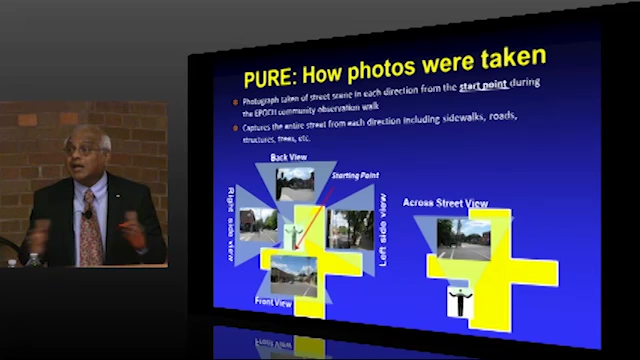 PURE: How photos were taken
Photograph taken of street scene in each direction from the start point during
the EPOCH community observation walk
Captures the entire street from each direction including sidewalks, roads,
structures, trees, etc.
Back View
Starting Point
Right side view
Left side view
Front View
Across Street View